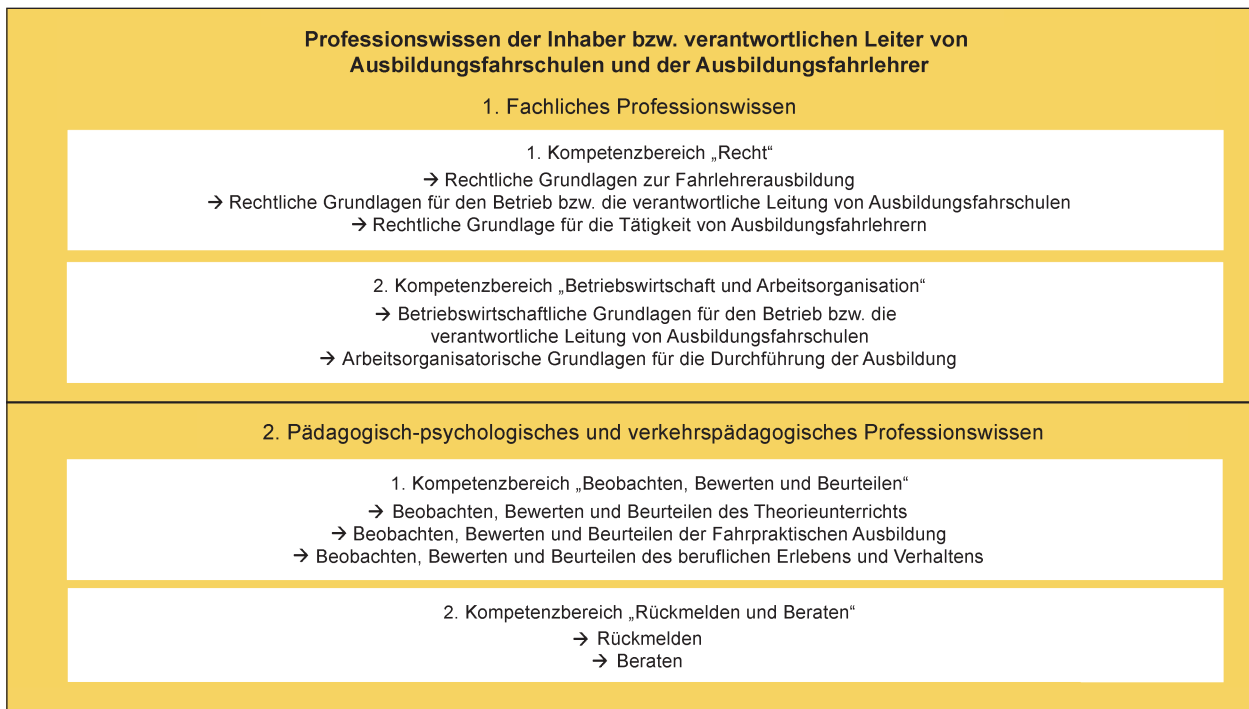 Professionswissen der Inhaber bzw. verantwortlichen Leiter von
Ausbildungsfahrschulen und der Ausbildungsfahrlehrer
1. Fachliches Professionswissen
1. Kompetenzbereich „Recht“
→ Rechtliche Grundlagen zur Fahrlehrerausbildung
→ Rechtliche Grundlagen für den Betrieb bzw. die verantwortliche Leitung von Ausbildungsfahrschulen
→ Rechtliche Grundlage für die Tätigkeit von Ausbildungsfahrlehrern
2. Kompetenzbereich „Betriebswirtschaft und Arbeitsorganisation“
→ Betriebswirtschaftliche Grundlagen für den Betrieb bzw. die
verantwortliche Leitung von Ausbildungsfahrschulen
→ Arbeitsorganisatorische Grundlagen für die Durchführung der Ausbildung
2. Pädagogisch-psychologisches und verkehrspädagogisches Professionswissen
1. Kompetenzbereich „Beobachten, Bewerten und Beurteilen“
→ Beobachten, Bewerten und Beurteilen des Theorieunterrichts
→ Beobachten, Bewerten und Beurteilen der Fahrpraktischen Ausbildung
→ Beobachten, Bewerten und Beurteilen des beruflichen Erlebens und Verhaltens
2. Kompetenzbereich „Rückmelden und Beraten“
→ Rückmelden
→ Beraten